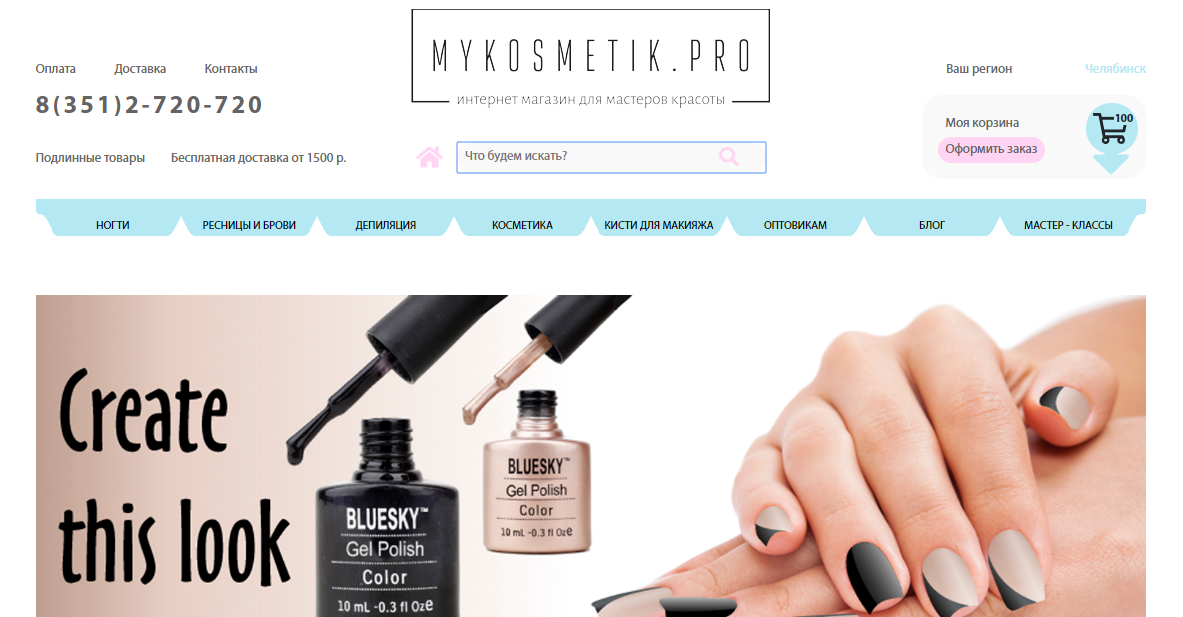 MYKOSMETIK.PRO
интернет магазин для мастеров красоты
Оплата Доставка Контакты
8(351)2-720-720
Ваш регион Челябинск
Моя корзина 100
Оформить заказ
Подлинные товары Бесплатная доставка от 1500 р.
Что будем искать?
НОГТИ РЕСНИЦЫ И БРОВИ ДЕПИЛЯЦИЯ КОСМЕТИКА КИСТИ ДЛЯ МАКИЯЖА ОПТОВИКАМ БЛОГ МАСТЕР - КЛАССЫ
Create
this look
BLUESKY™
Gel Polish
Color
10 mL -0.3 fl Oze
BLUESKY™
Gel Polish
Color
10 mL -0.3 fl Oze